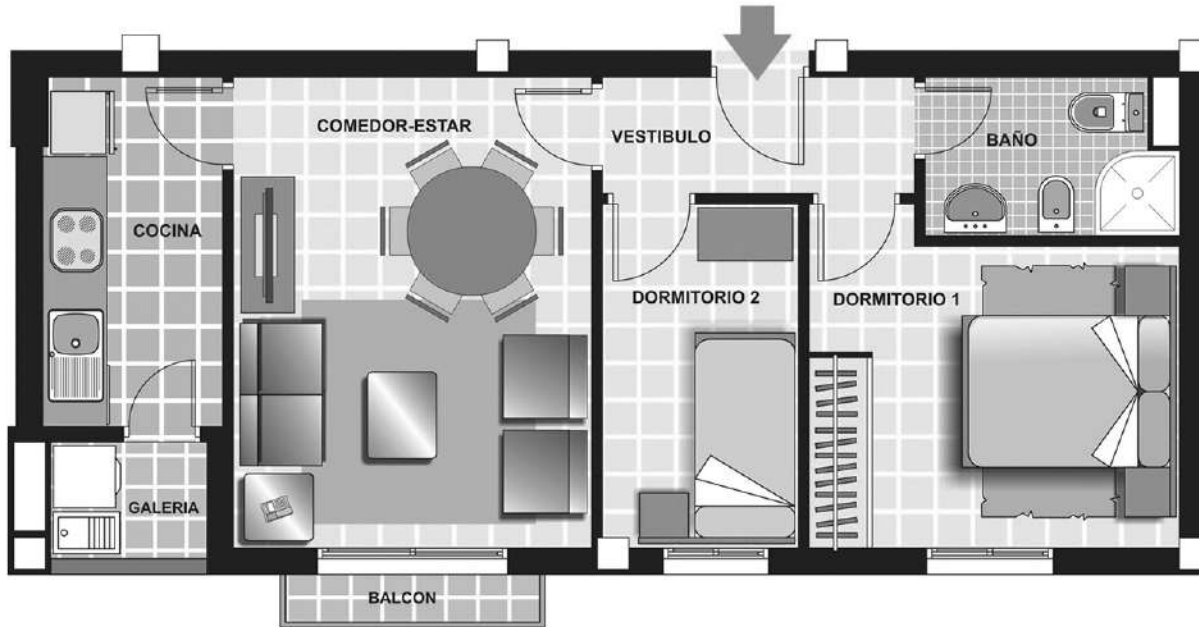 COMEDOR-ESTAR
VESTIBULO
BAÑO
COCINA
DORMITORIO 2
DORMITORIO 1
GALERIA
BALCON